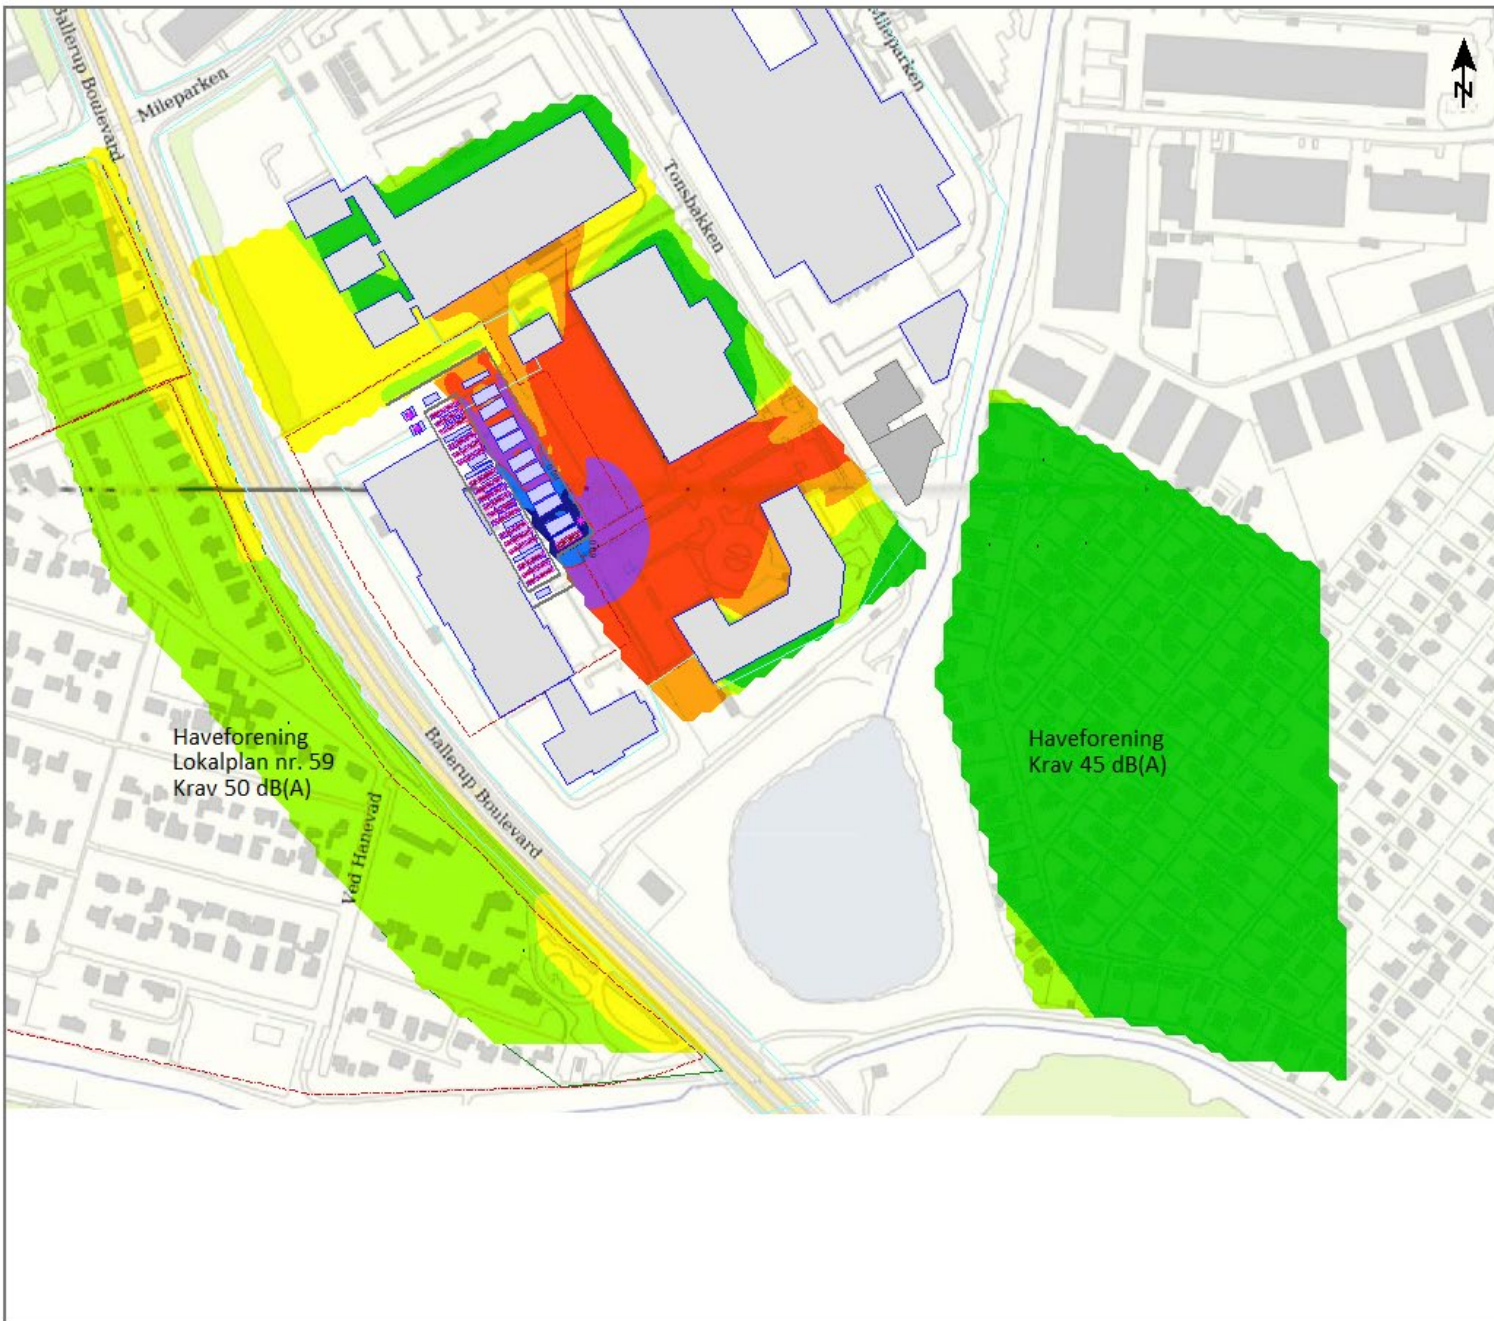 Ballerup Boulevard
Mileparken
Mileparken
Tonsbakken
N
Haveforening
Lokalplan nr. 59
Krav 50 dB(A)
Haveforening
Krav 45 dB(A)
Ballerup Boulevard
Ved Hanevad